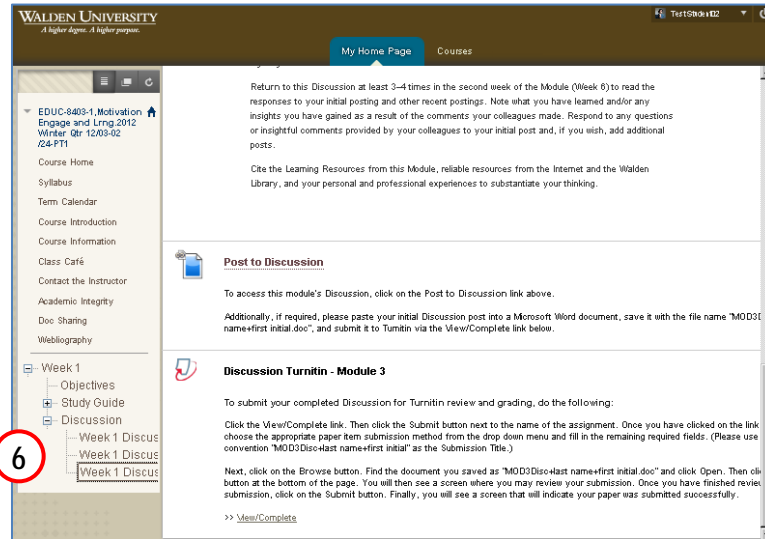 WALDEN UNIVERSITY
A higher degree. A higher purpose.
TestStudent02
My Home Page Courses
EDUC-8403-1,Motivation
Engage and Lrng.2012
Winter Qtr 12/03-02
/24-PT1
Course Home
Syllabus
Term Calendar
Course Introduction
Course Information
Class Café
Contact the Instructor
Academic Integrity
Doc Sharing
Webliography
Week 1
Objectives
Study Guide
Discussion
Week 1 Discus
Week 1 Discus
Week 1 Discus
6
Return to this Discussion at least 3–4 times in the second week of the Module (Week 6) to read the
responses to your initial posting and other recent postings. Note what you have learned and/or any
insights you have gained as a result of the comments your colleagues made. Respond to any questions
or insightful comments provided by your colleagues to your initial post and, if you wish, add additional
posts.
Cite the Learning Resources from this Module, reliable resources from the Internet and the Walden
Library, and your personal and professional experiences to substantiate your thinking.
Post to Discussion
To access this module's Discussion, click on the Post to Discussion link above.
Additionally, if required, please paste your initial Discussion post into a Microsoft Word document, save it with the file name "MOD3D
name+first initial.doc", and submit it to Turnitin via the View/Complete link below.
Discussion Turnitin - Module 3
To submit your completed Discussion for Turnitin review and grading, do the following:
Click the View/Complete link. Then click the Submit button next to the name of the assignment. Once you have clicked on the link
choose the appropriate paper item submission method from the drop down menu and fill in the remaining required fields. (Please use
convention "MOD3Disc+last name+first initial" as the Submission Title.)
Next, click on the Browse button. Find the document you saved as "MOD3Disc+last name+first initial.doc" and click Open. Then cli
button at the bottom of the page. You will then see a screen where you may review your submission. Once you have finished review
submission, click on the Submit button. Finally, you will see a screen that will indicate your paper was submitted successfully.
>> View/Complete